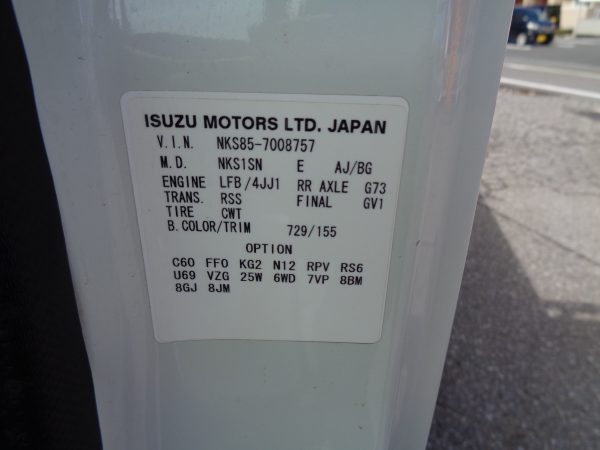 ISUZU MOTORS LTD. JAPAN
V.I.N. NKS85-7008757
M.D. NKS1SN E AJ/BG
ENGINE LFB/4JJ1 RR AXLE G73
TRANS. RSS FINAL GV1
TIRE CWT
B.COLOR/TRIM 729/155
OPTION
C60 FFO KG2 N12 RPV RS6
U69 VZG 25W 6WD 7VP 8BM
8GJ 8JM